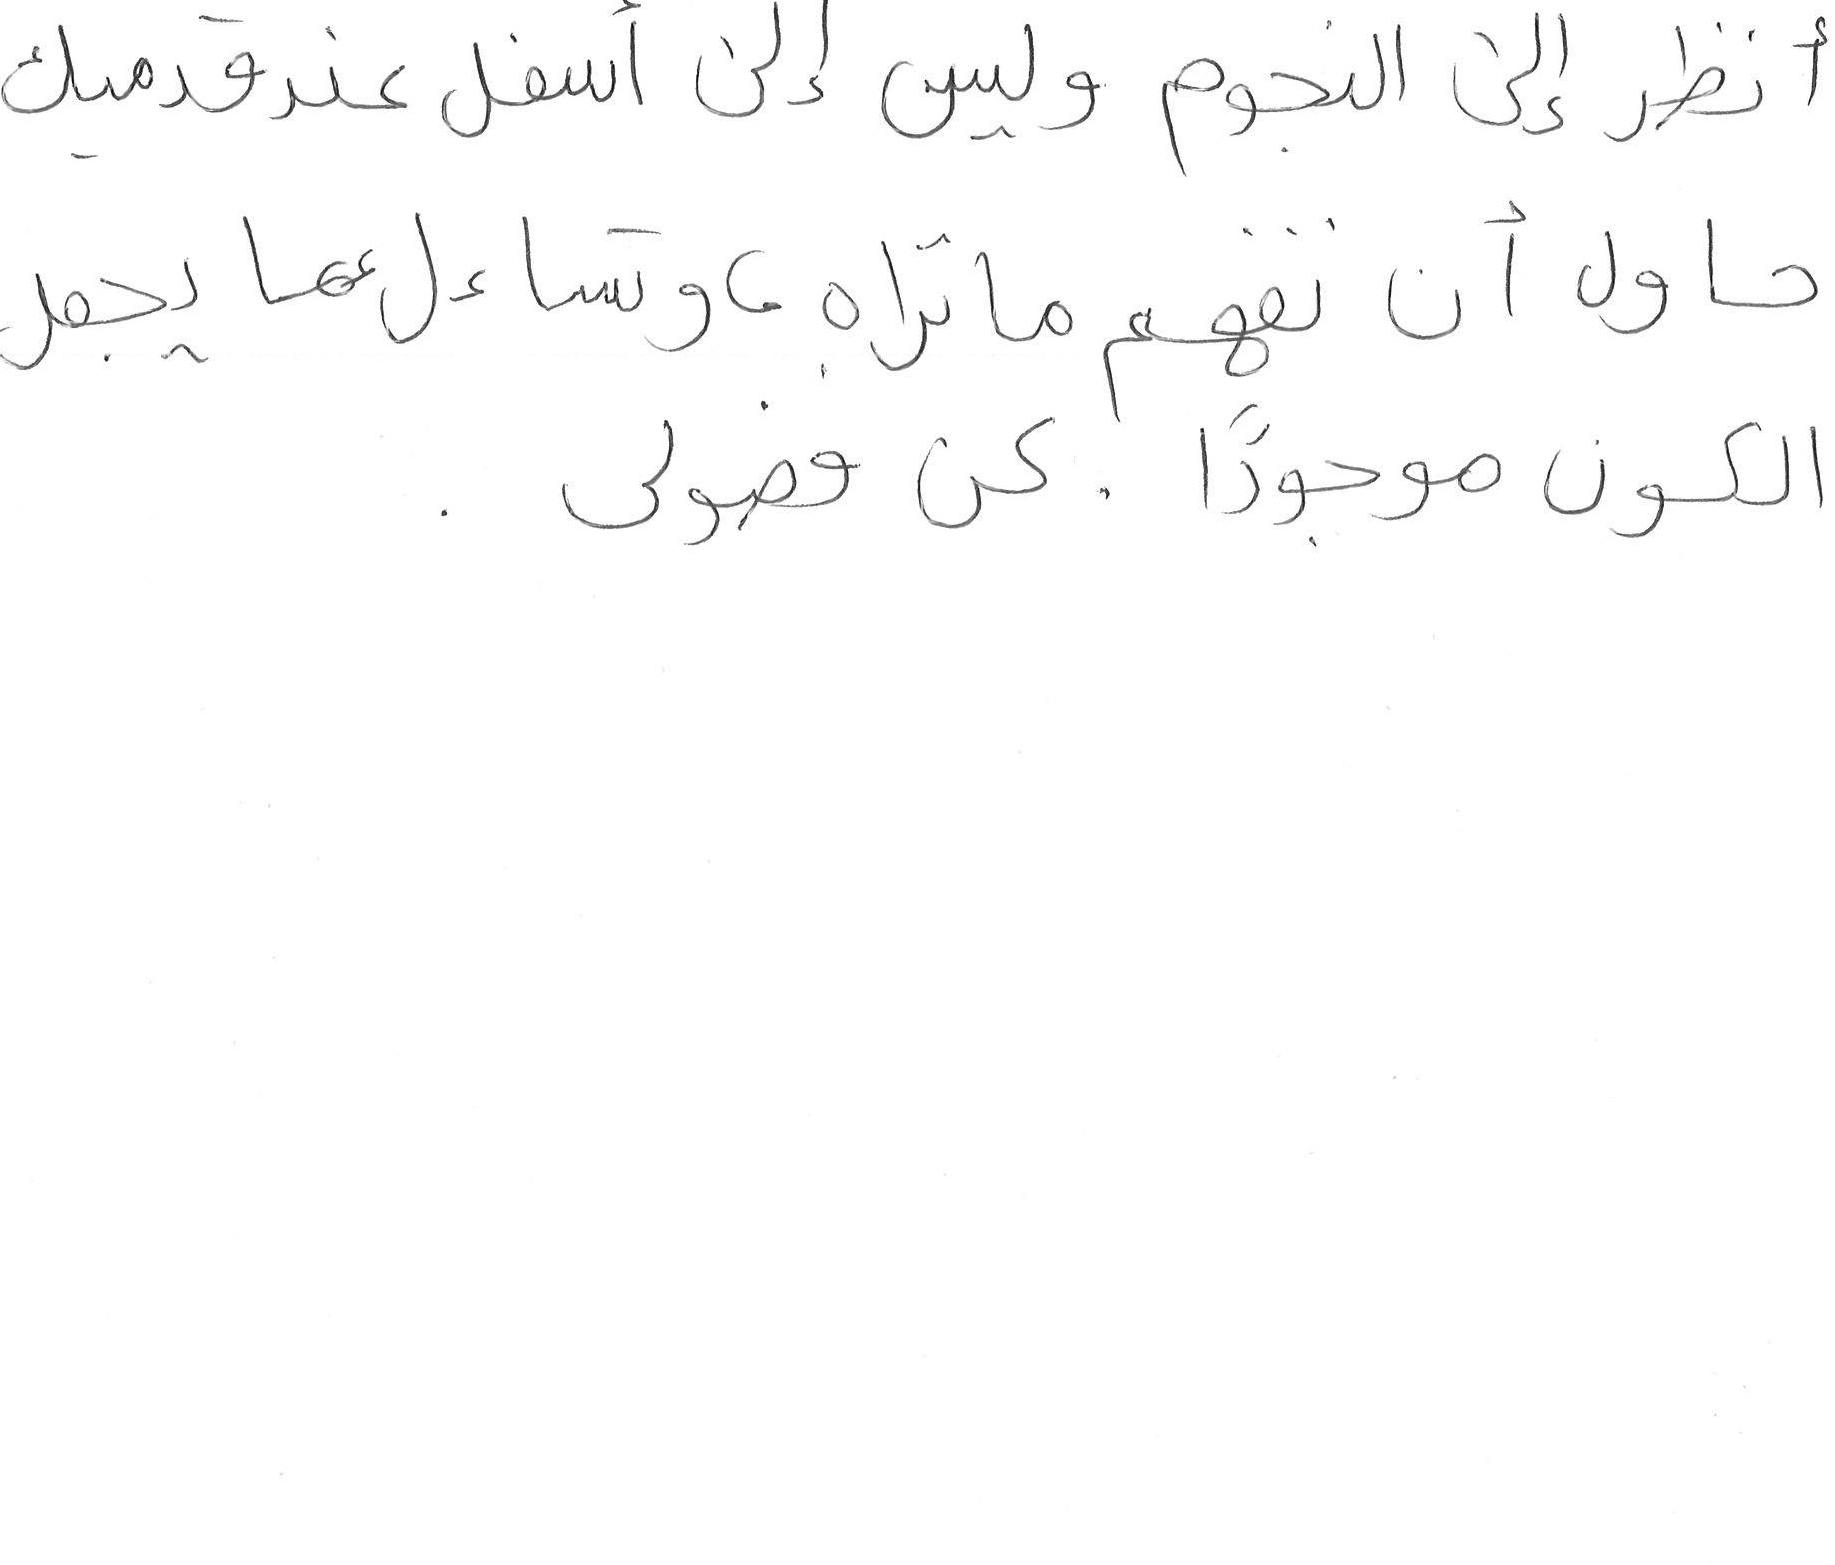 أنظر إلى النجوم وليس إلى أسفل عند قدميك
حاول أن تفهم ما تراه ، وتساءل عما يجعل
الكون موجودًا . كن فضولى .